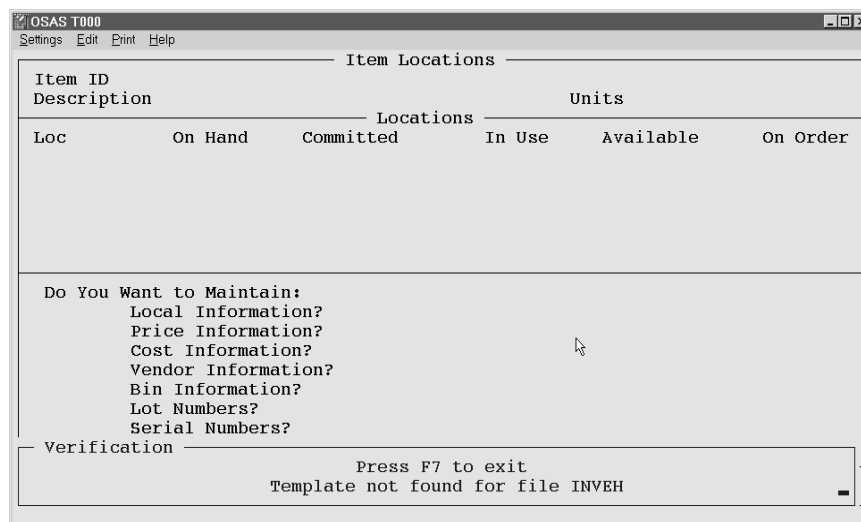 OSAS T000
Settings Edit Print Help
Item Locations
Item ID
Description Units
Locations
Loc On Hand Committed In Use Available On Order
Do You Want to Maintain:
Local Information?
Price Information?
Cost Information?
Vendor Information?
Bin Information?
Lot Numbers?
Serial Numbers?
Verification
Press F7 to exit
Template not found for file INVEH